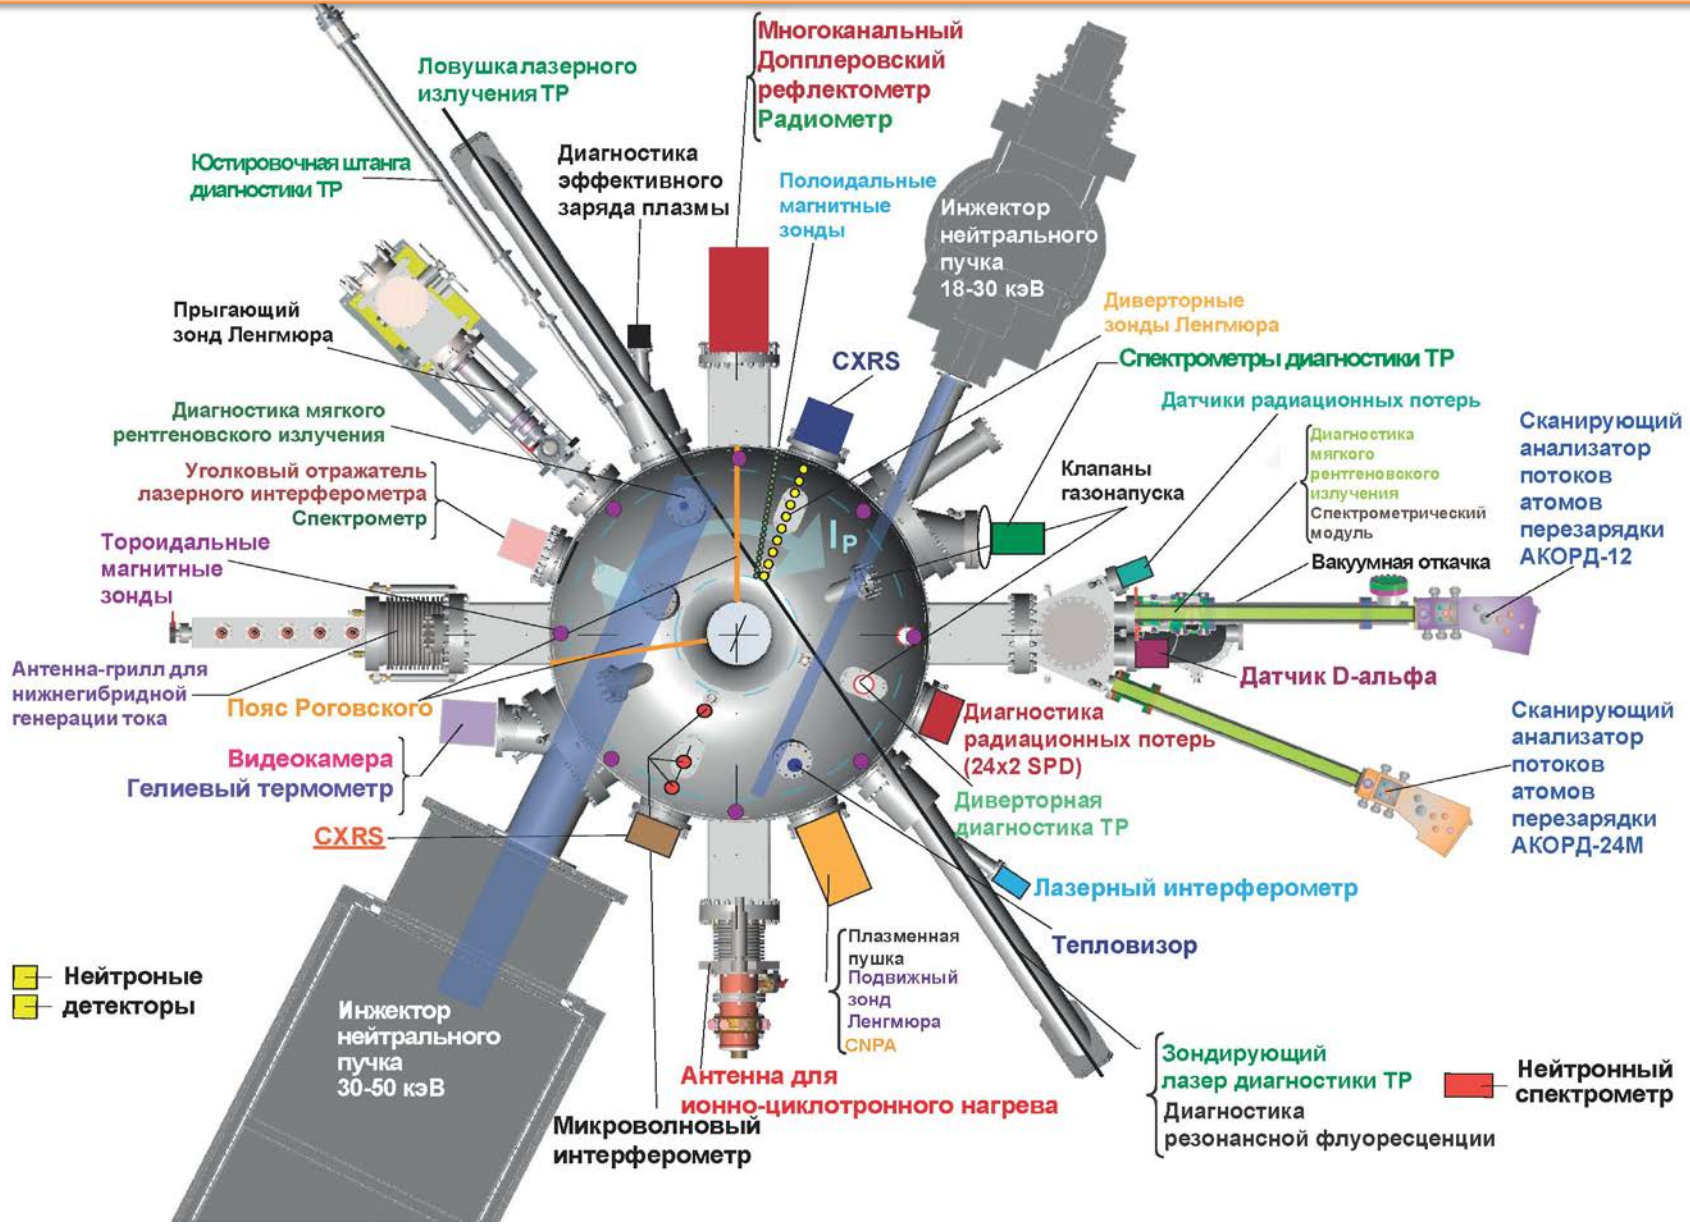 Многоканальный
Допплеровский
рефлектометр
Радиометр
Ловушка лазерного
излучения ТР
Юстировочная штанга
диагностики ТР
Диагностика
эффективного
заряда плазмы
Полоидальные
магнитные
зонды
Инжектор
нейтрального
пучка
18-30 кэВ
Прыгающий
зонд Ленгмюра
Диверторные
зонды Ленгмюра
CXRS
Спектрометры диагностики ТР
Датчики радиационных потерь
Диагностика мягкого
рентгеновского излучения
Сканирующий
анализатор
потоков
атомов
перезарядки
АКОРД-12
Диагностика
мягкого
рентгеновского
излучения
Спектрометрический
модуль
Клапаны
газонапуска
Уголковый отражатель
лазерного интерферометра
Спектрометр
Тороидальные
магнитные
зонды
Iр
Вакуумная откачка
Антенна-грилл для
нижнегибридной
генерации тока
Пояс Роговского
Датчик D-альфа
Диагностика
радиационных потерь
(24x2 SPD)
Сканирующий
анализатор
потоков
атомов
перезарядки
АКОРД-24М
Видеокамера
Гелиевый термометр
Диверторная
диагностика ТР
CXRS
Лазерный интерферометр
Тепловизор
Плазменная
пушка
Подвижный
зонд
Ленгмюра
CNPA
Нейтроные
детекторы
Инжектор
нейтрального
пучка
30-50 кэВ
Антенна для
ионно-циклотронного нагрева
Микроволновый
интерферометр
Зондирующий
лазер диагностики ТР
Диагностика
резонансной флуоресценции
Нейтронный
спектрометр